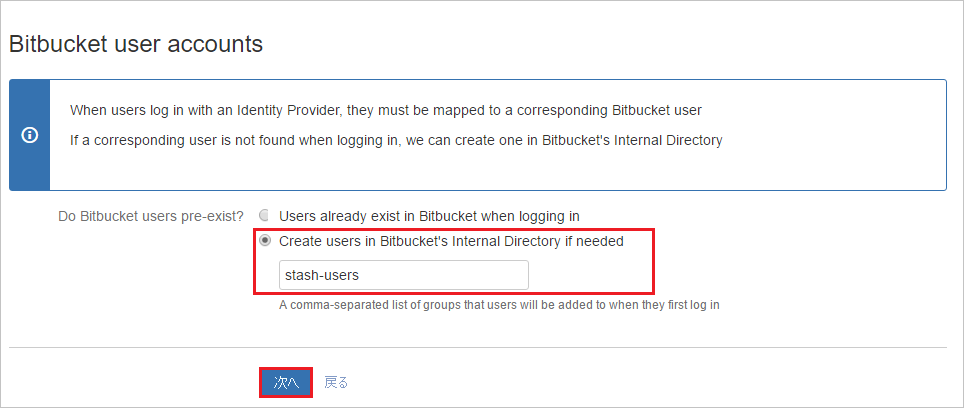 Bitbucket user accounts
When users log in with an Identity Provider, they must be mapped to a corresponding Bitbucket user
If a corresponding user is not found when logging in, we can create one in Bitbucket's Internal Directory
Do Bitbucket users pre-exist? Users already exist in Bitbucket when logging in
Create users in Bitbucket's Internal Directory if needed
stash-users
A comma-separated list of groups that users will be added to when they first log in
次へ 戻る